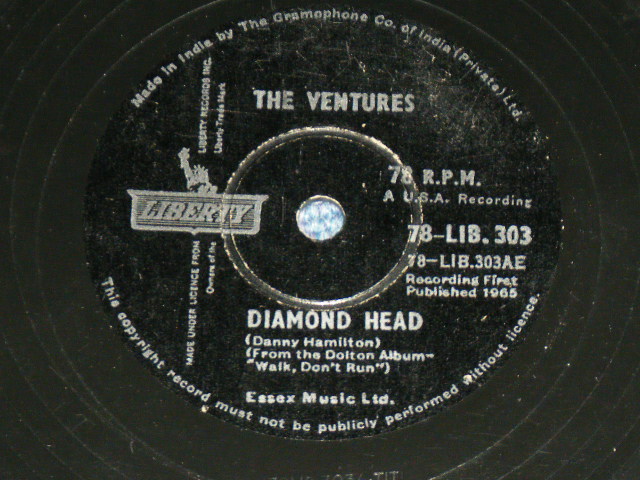 Made in India by The Gramophone Co. of India (Private) Ltd.
THE VENTURES
LIBERTY RECORDS INC.
Liberty Trade Mark
LIBERTY
MADE UNDER LICENCE FROM
Owners of the
78 R.P.M.
A U.S.A. Recording
78-LIB. 303
78-LIB.303AE
Recording First
Published 1965
DIAMOND HEAD
(Danny Hamilton)
(From the Dolton Album-
"Walk, Don't Run")
Essex Music Ltd.
This copyright record must not be publicly performed without licence.